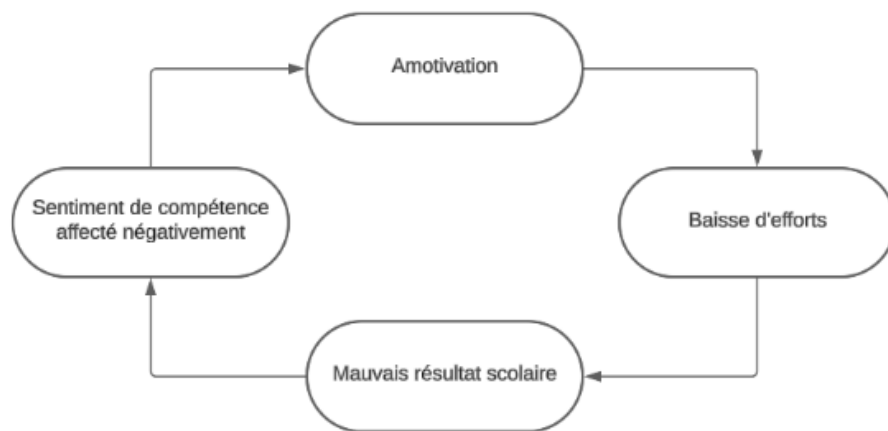 Amotivation
Sentiment de compétence
affecté négativement
Baisse d'efforts
Mauvais résultat scolaire